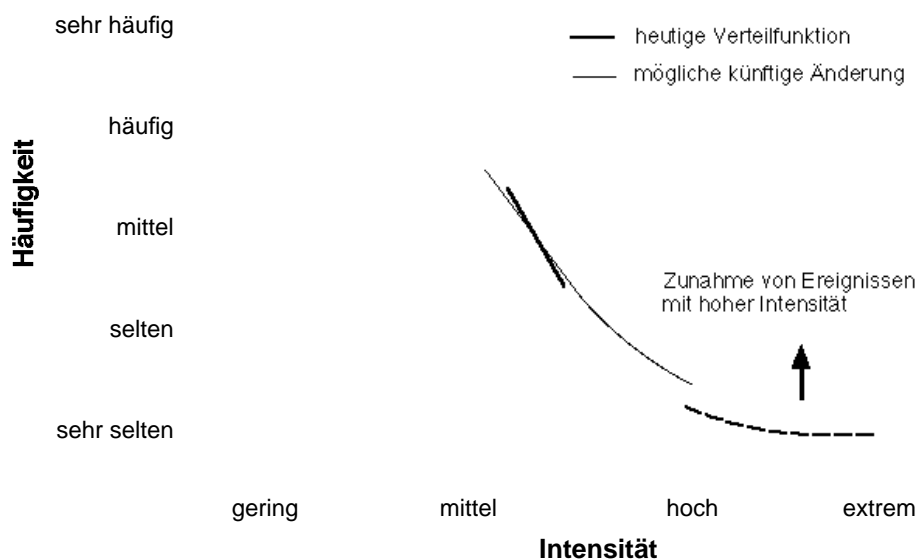 sehr häufig
heutige Verteilfunktion
mögliche künftige Änderung
häufig
Häufigkeit
mittel
Zunahme von Ereignissen
mit hoher Intensität
selten
sehr selten
gering
mittel
hoch
extrem
Intensität